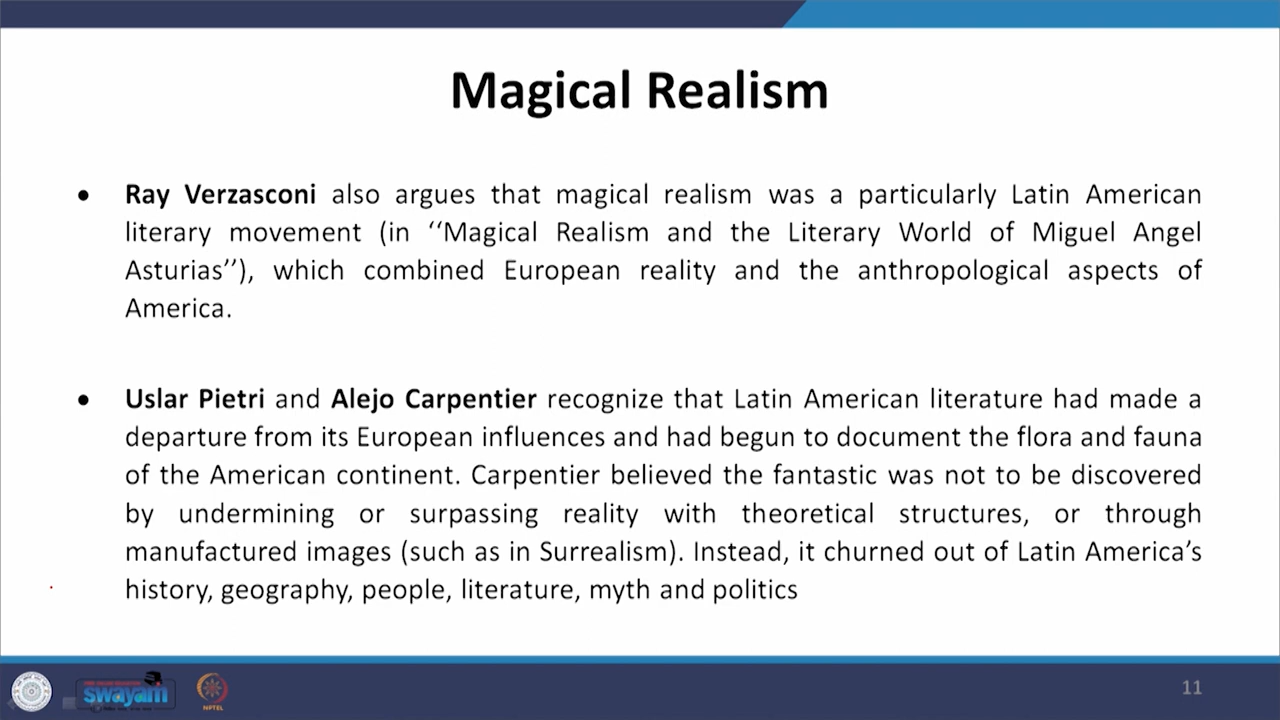 Magical Realism
● Ray Verzasconi also argues that magical realism was a particularly Latin American
literary movement (in ‘‘Magical Realism and the Literary World of Miguel Angel
Asturias’’), which combined European reality and the anthropological aspects of
America.
● Uslar Pietri and Alejo Carpentier recognize that Latin American literature had made a
departure from its European influences and had begun to document the flora and fauna
of the American continent. Carpentier believed the fantastic was not to be discovered
by undermining or surpassing reality with theoretical structures, or through
manufactured images (such as in Surrealism). Instead, it churned out of Latin America’s
history, geography, people, literature, myth and politics
swayam
NPTEL
11